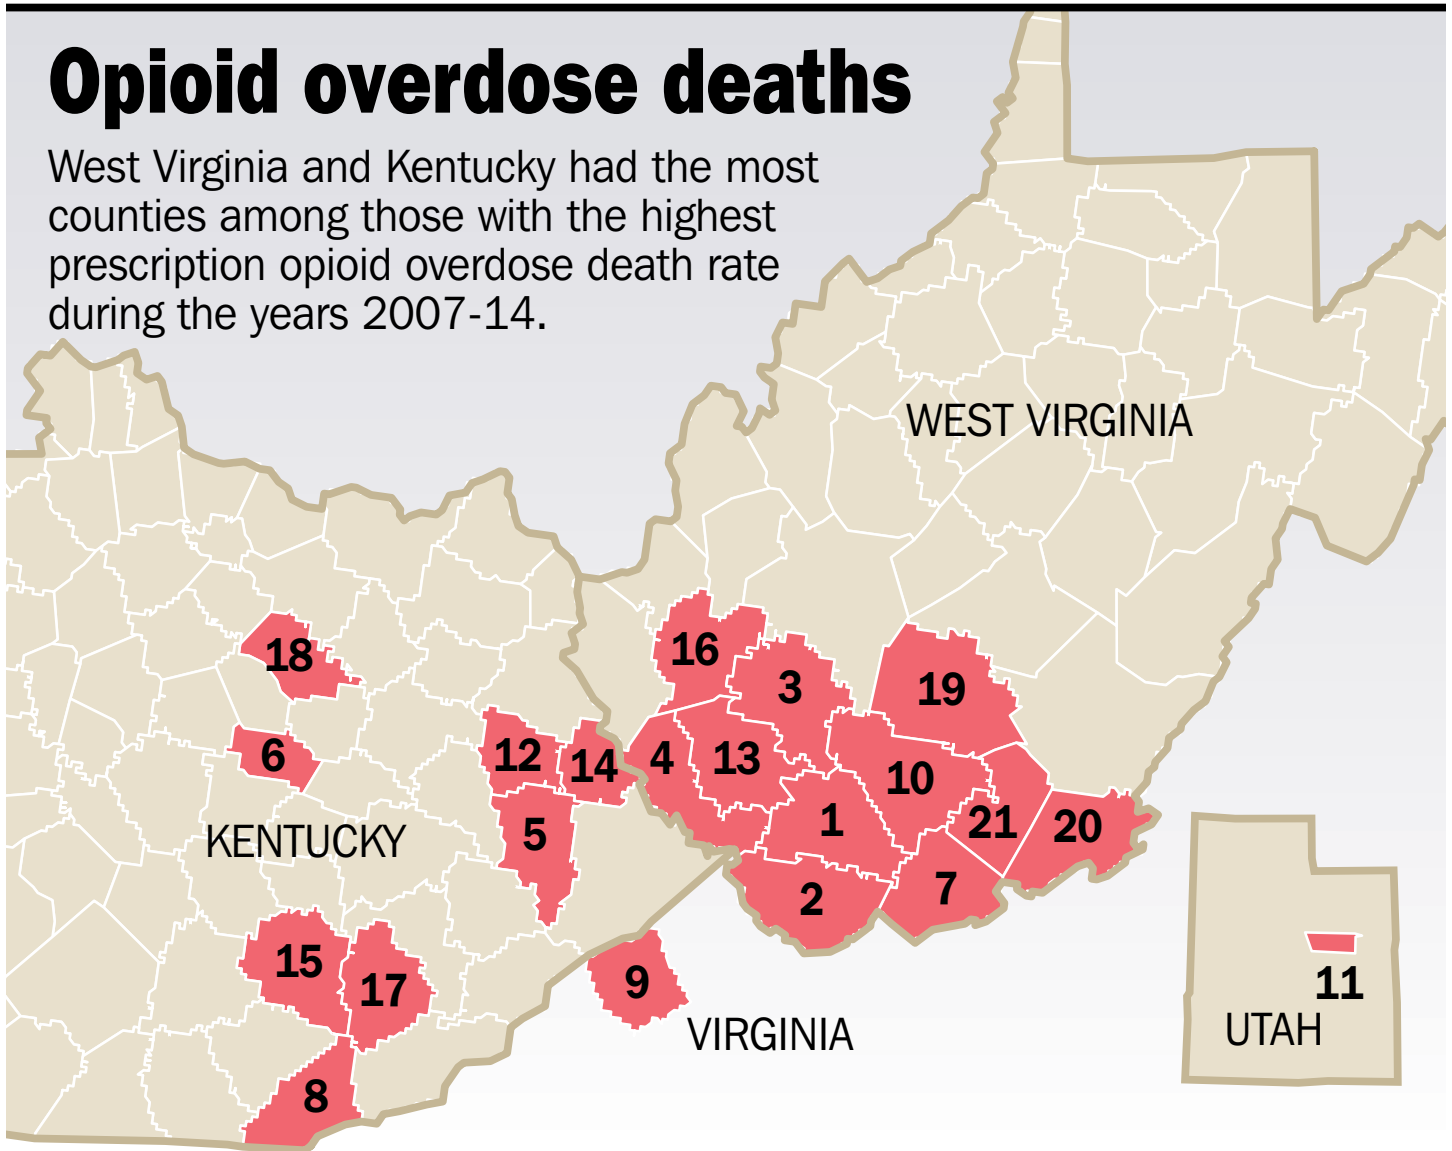 Opioid overdose deaths
West Virginia and Kentucky had the most
counties among those with the highest
prescription opioid overdose death rate
during the years 2007-14.
WEST VIRGINIA
18
16
3
19
6
12
14
4
13
10
KENTUCKY
5
1
21
20
2
7
15
17
9
11
VIRGINIA
UTAH
8